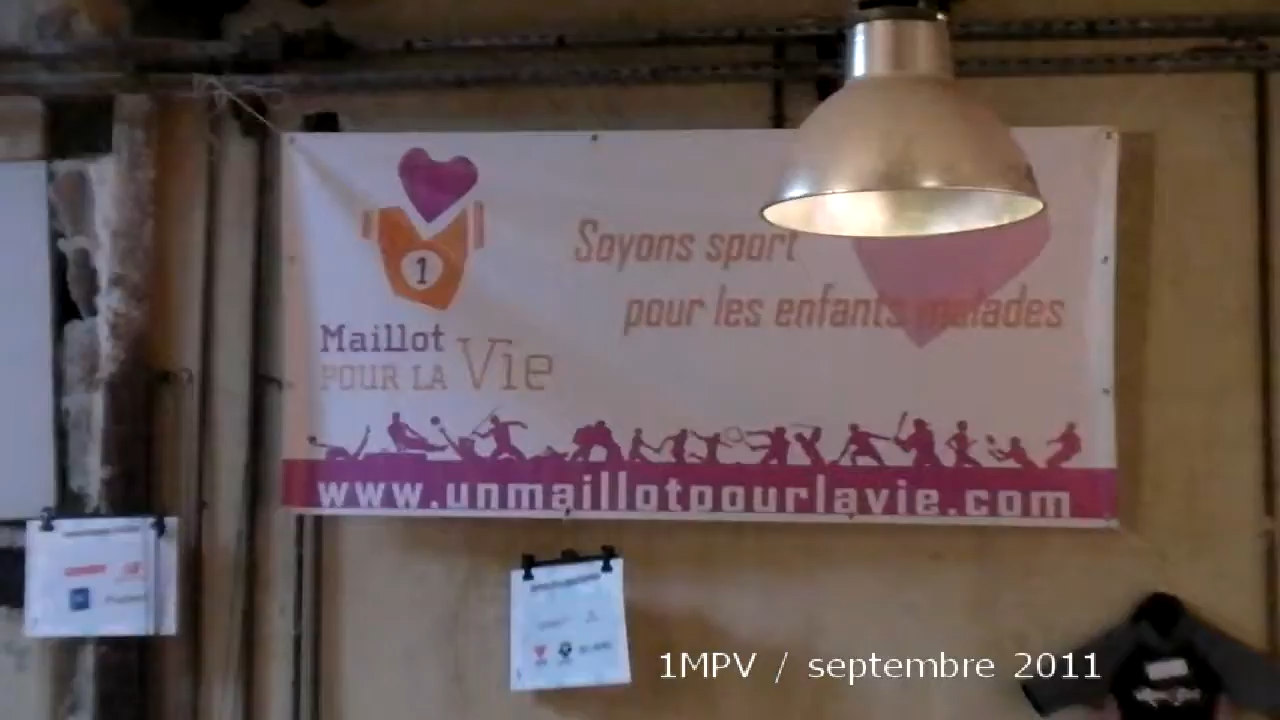 Soyons sport
pour les enfants malades
1
Maillot
POUR LA Vie
www.unmaillotpourlavie.com
1MPV / septembre 2011